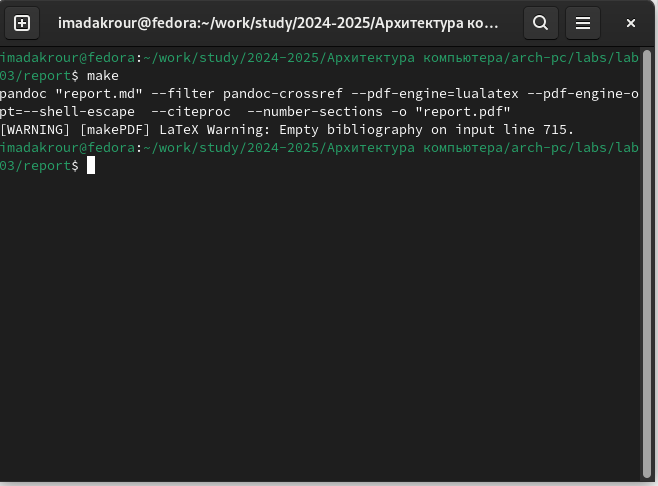 imadakrour@fedora:~/work/study/2024-2025/Архитектура ко...
imadakrour@fedora:~/work/study/2024-2025/Архитектура компьютера/arch-pc/labs/lab
03/report$ make
pandoc "report.md" --filter pandoc-crossref --pdf-engine=lualatex --pdf-engine-o
pt=--shell-escape  --citeproc  --number-sections -o "report.pdf"
[WARNING] [makePDF] LaTeX Warning: Empty bibliography on input line 715.
imadakrour@fedora:~/work/study/2024-2025/Архитектура компьютера/arch-pc/labs/lab
03/report$